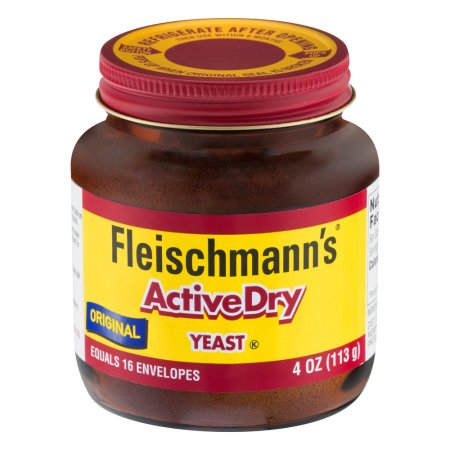 REFRIGERATE AFTER OPENING
Fleischmann's®
ActiveDry
ORIGINAL
YEAST K
EQUALS 16 ENVELOPES
4 OZ (113 g)